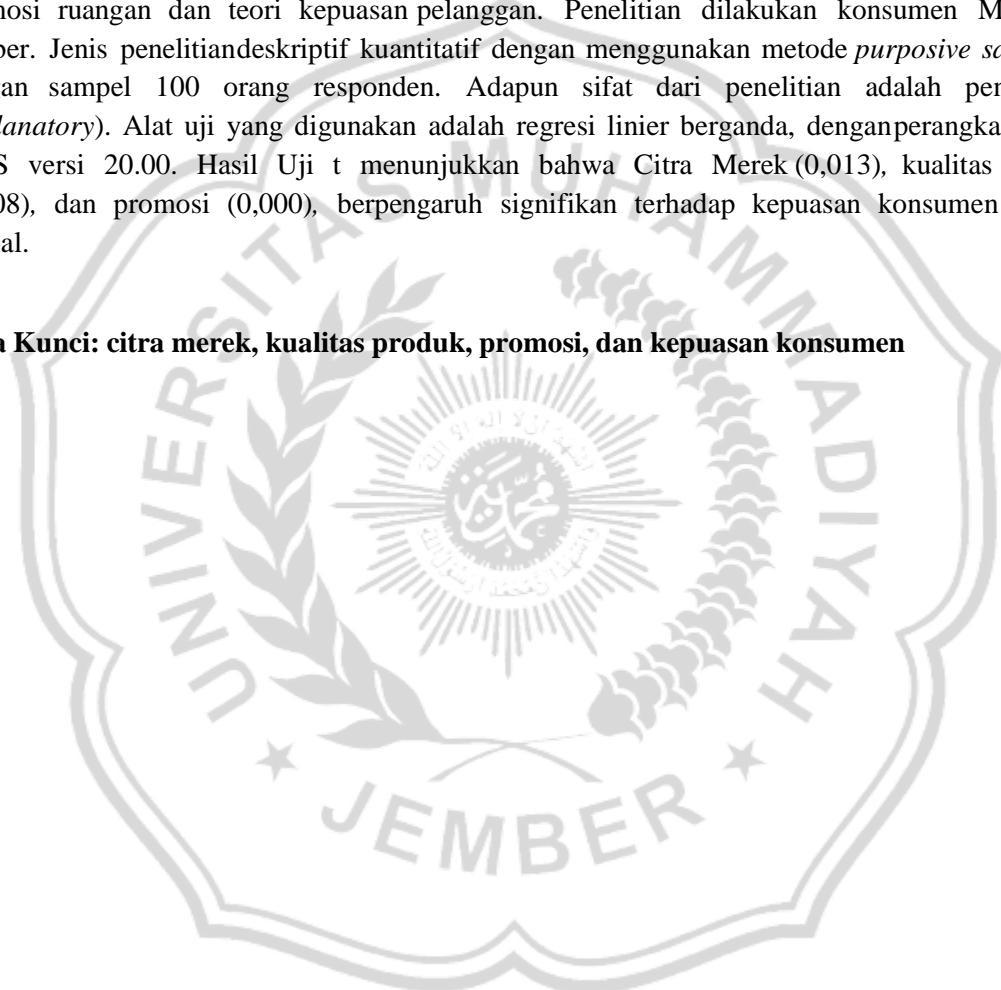 mosi ruangan dan teori kepuasan pelanggan. Penelitian dilakukan konsumen M
ber. Jenis penelitiandeskriptif kuantitatif dengan menggunakan metode purposive sa
gan sampel 100 orang responden. Adapun sifat dari penelitian adalah pen
lanatory). Alat uji yang digunakan adalah regresi linier berganda, denganperangka
S versi 20.00. Hasil Uji t menunjukkan bahwa Citra Merek (0,013), kualitas
08), dan promosi (0,000), berpengaruh signifikan terhadap kepuasan konsumen
al.
a Kunci: citra merek, kualitas produk, promosi, dan kepuasan konsumen
UNIVERSITAS MUHAMMADIYAH
JEMBER